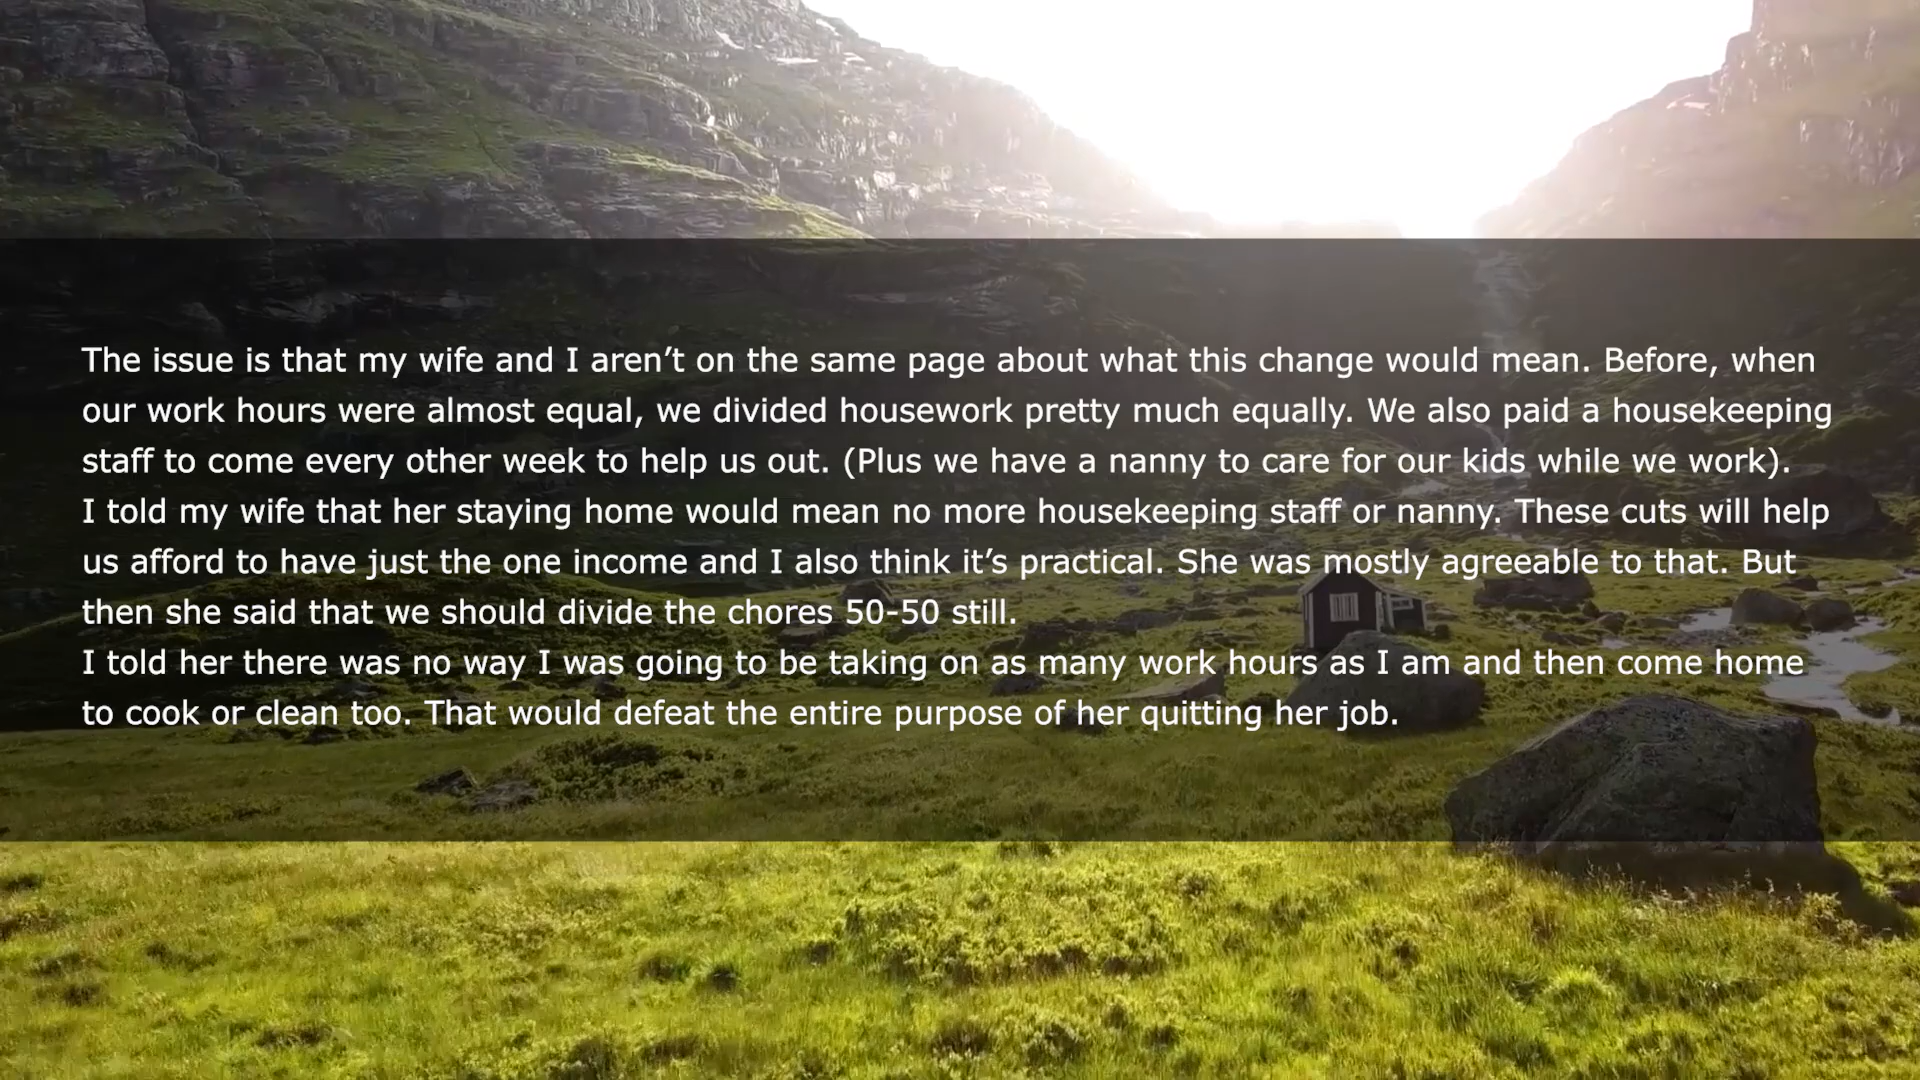 The issue is that my wife and I aren’t on the same page about what this change would mean. Before, when
our work hours were almost equal, we divided housework pretty much equally. We also paid a housekeeping
staff to come every other week to help us out. (Plus we have a nanny to care for our kids while we work).
I told my wife that her staying home would mean no more housekeeping staff or nanny. These cuts will help
us afford to have just the one income and I also think it’s practical. She was mostly agreeable to that. But
then she said that we should divide the chores 50-50 still.
I told her there was no way I was going to be taking on as many work hours as I am and then come home
to cook or clean too. That would defeat the entire purpose of her quitting her job.